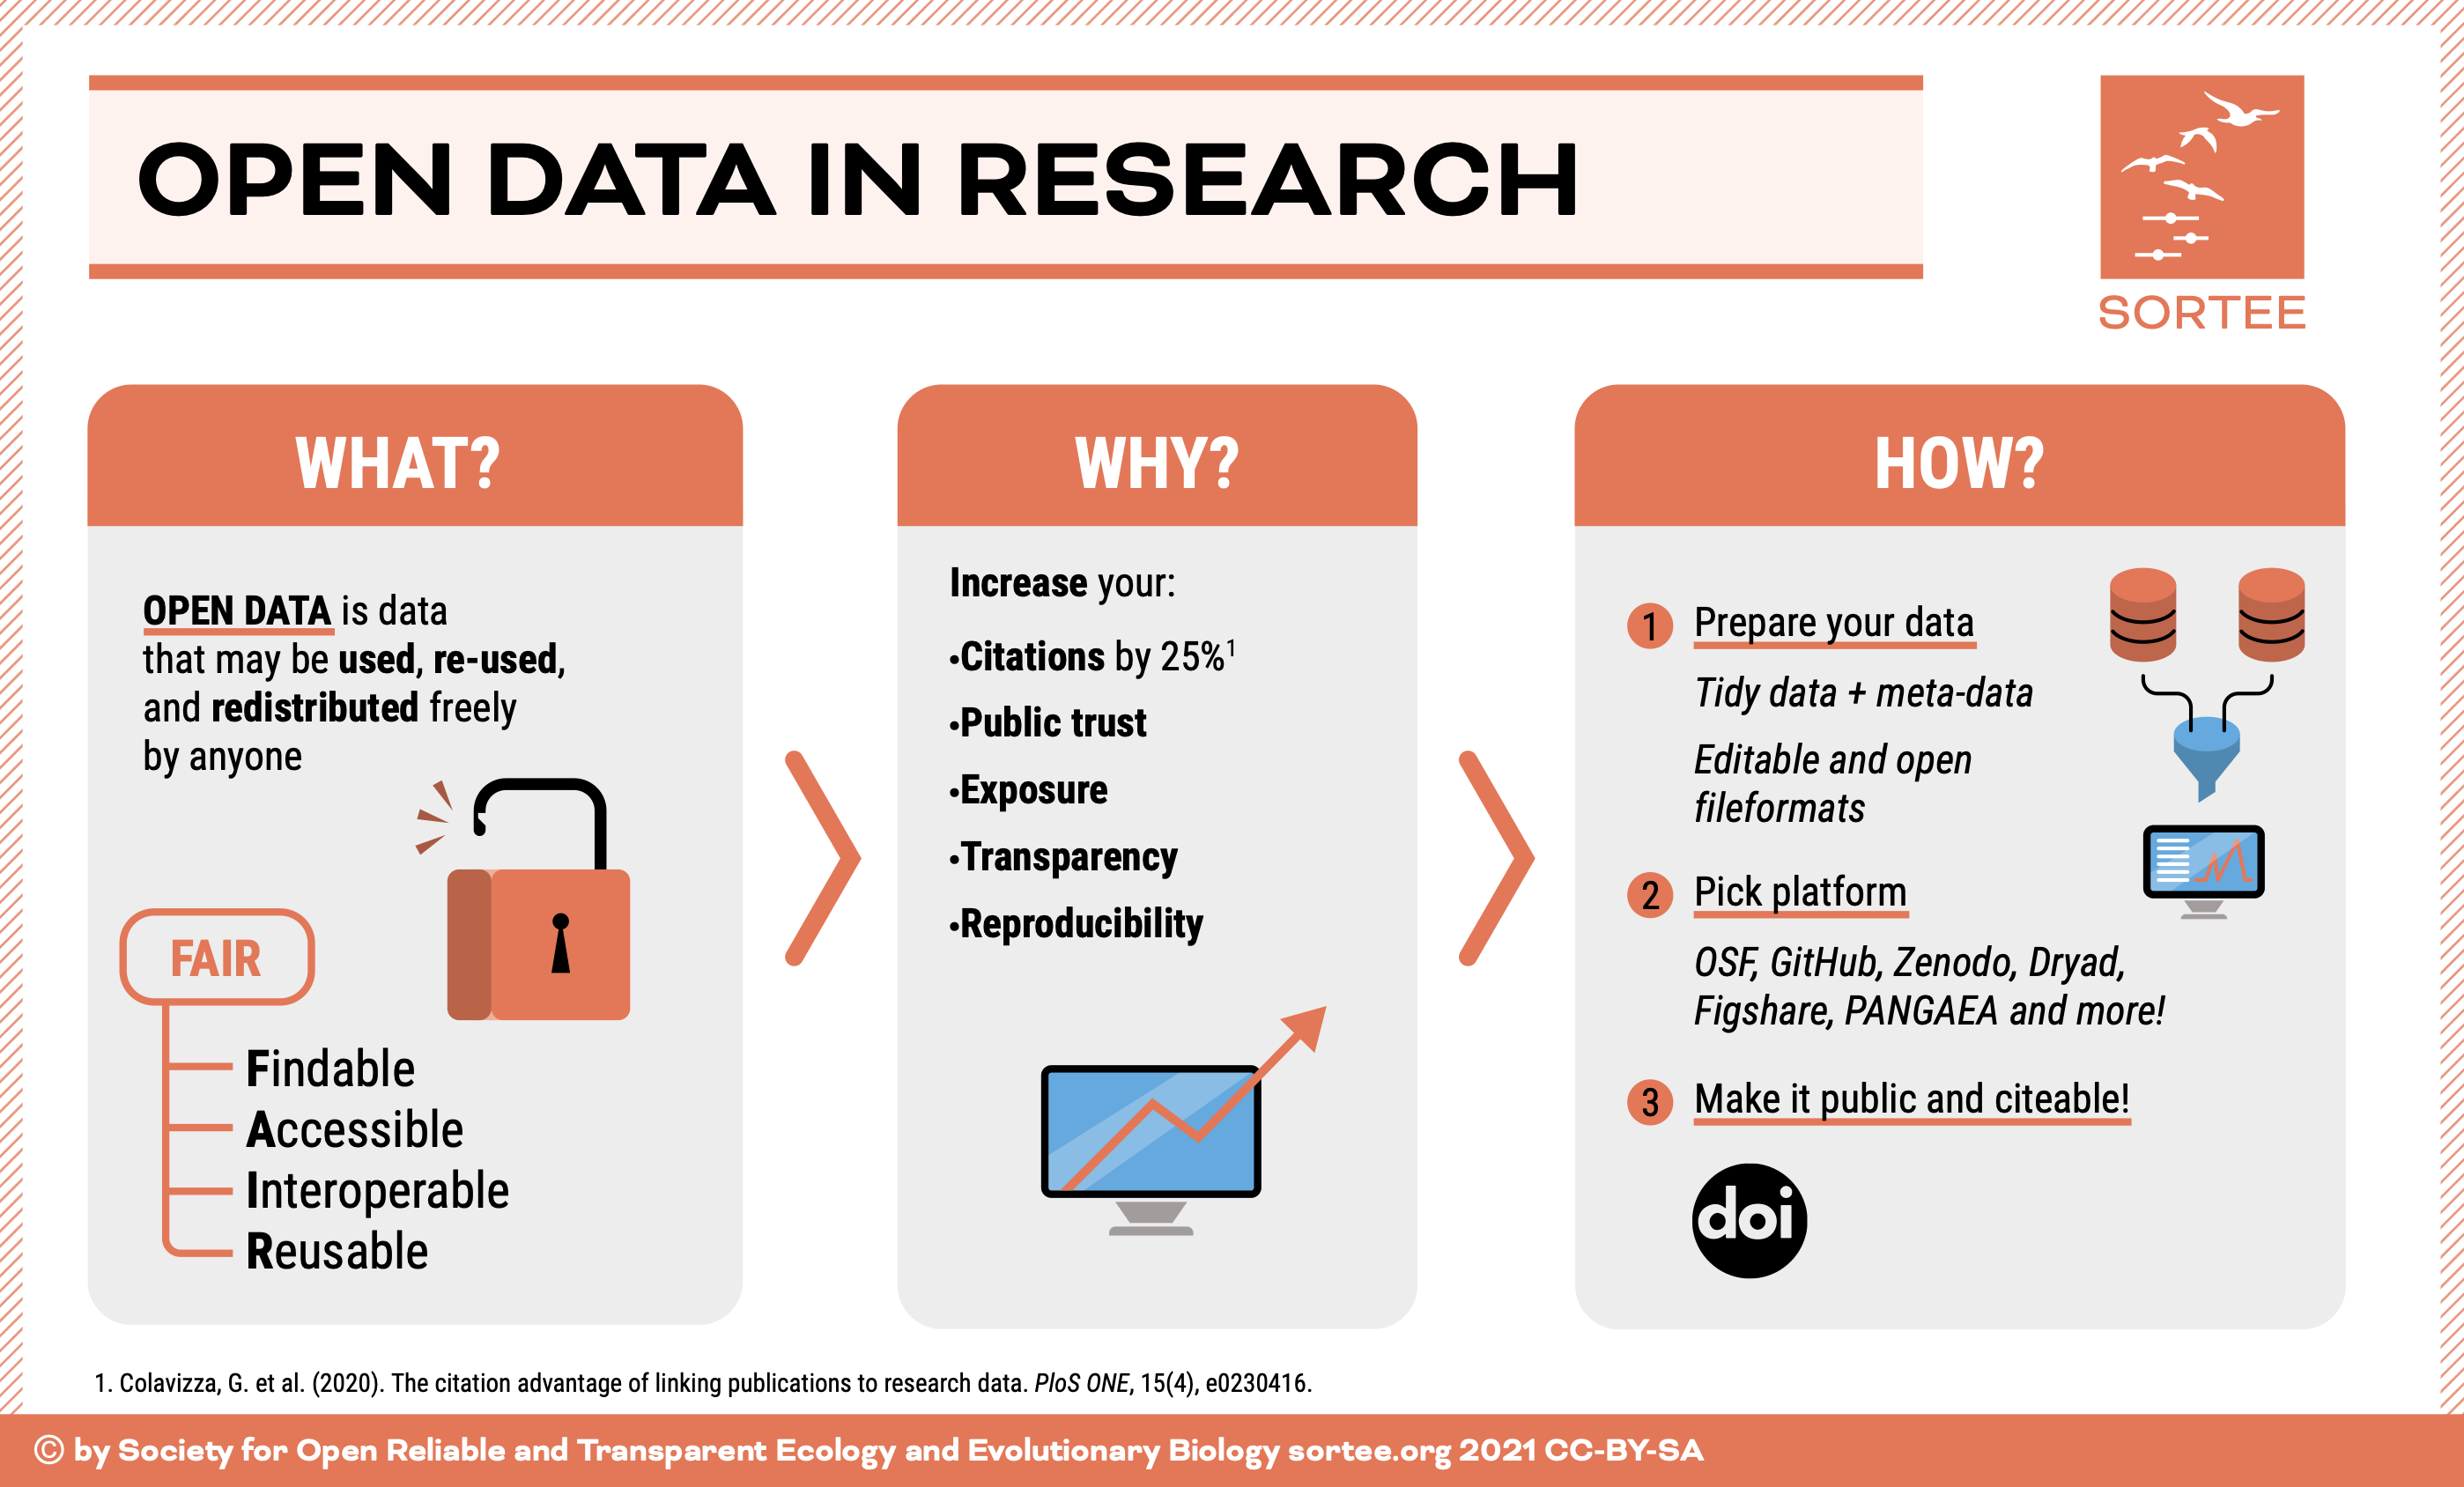 OPEN DATA IN RESEARCH
SORTEE
WHAT?
OPEN DATA is data
that may be used, re-used,
and redistributed freely
by anyone
FAIR
Findable
Accessible
Interoperable
Reusable
WHY?
Increase your:
•Citations by 25%¹
•Public trust
•Exposure
•Transparency
•Reproducibility
HOW?
1 Prepare your data
Tidy data + meta-data
Editable and open
fileformats
2 Pick platform
OSF, GitHub, Zenodo, Dryad,
Figshare, PANGAEA and more!
3 Make it public and citeable!
doi
1. Colavizza, G. et al. (2020). The citation advantage of linking publications to research data. PloS ONE, 15(4), e0230416.
© by Society for Open Reliable and Transparent Ecology and Evolutionary Biology sortee.org 2021 CC-BY-SA